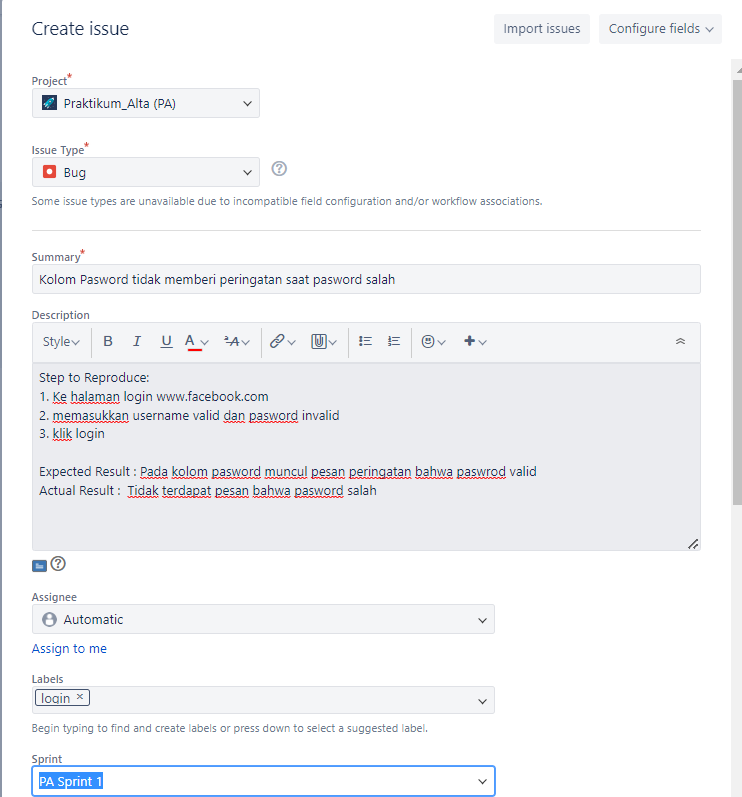 Create issue
Import issues
Configure fields
Project*
Praktikum_Alta (PA)
Issue Type*
Bug
Some issue types are unavailable due to incompatible field configuration and/or workflow associations.
Summary*
Kolom Pasword tidak memberi peringatan saat pasword salah
Description
Style B I U A ᵃA
Step to Reproduce:
1. Ke halaman login www.facebook.com
2. memasukkan username valid dan pasword invalid
3. klik login
Expected Result : Pada kolom pasword muncul pesan peringatan bahwa paswrod valid
Actual Result :  Tidak terdapat pesan bahwa pasword salah
Assignee
Automatic
Assign to me
Labels
login ×
Begin typing to find and create labels or press down to select a suggested label.
Sprint
PA Sprint 1